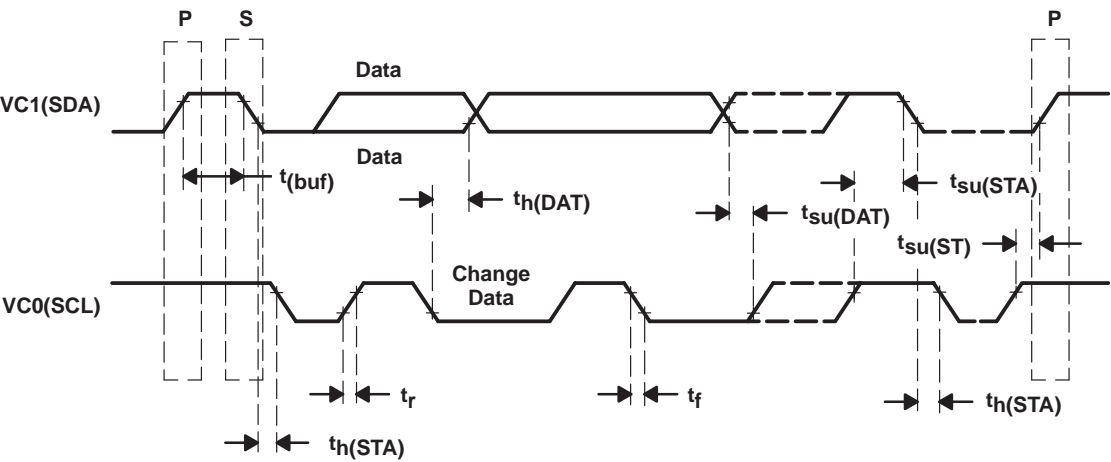 P S P
Data
VC1(SDA)
Data
t(buf)
th(DAT)
tsu(DAT)
tsu(STA)
tsu(ST)
Change
Data
VC0(SCL)
tr
tf
th(STA)
th(STA)